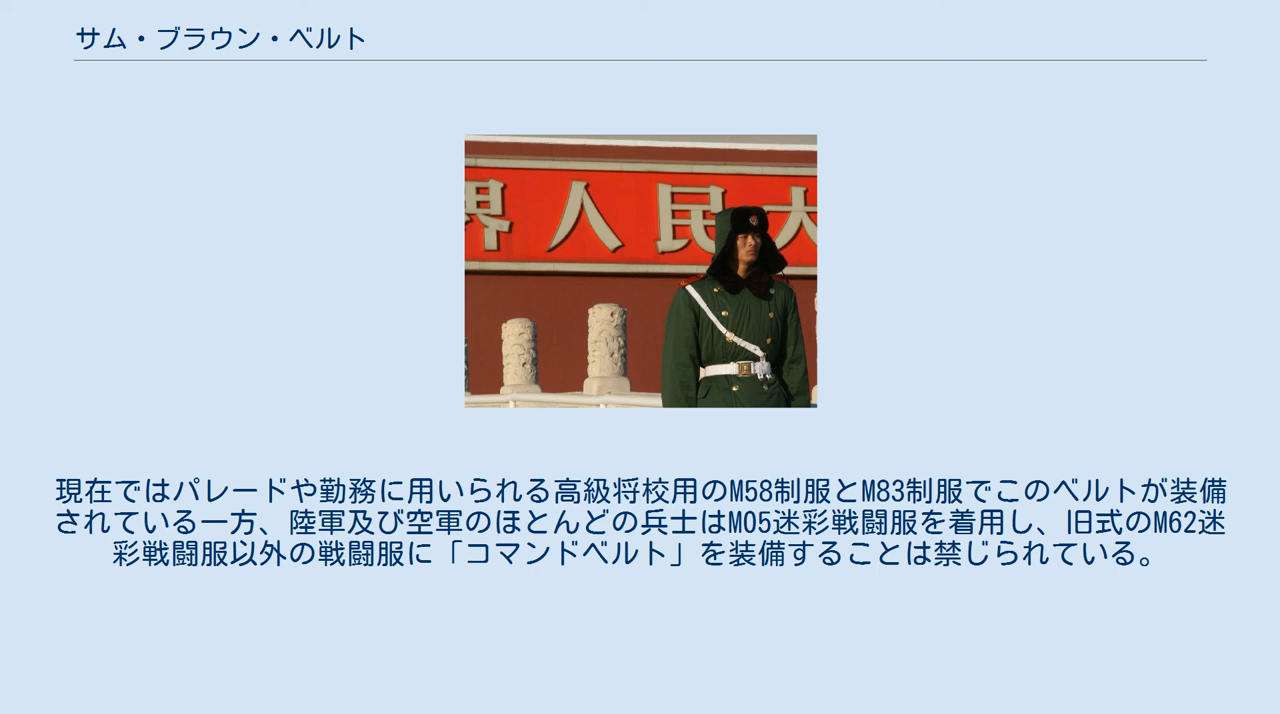 サム・ブラウン・ベルト
界人民大
現在ではパレードや勤務に用いられる高級将校用のM58制服とM83制服でこのベルトが装備
されている一方、陸軍及び空軍のほとんどの兵士はM05迷彩戦闘服を着用し、旧式のM62迷
彩戦闘服以外の戦闘服に「コマンドベルト」を装備することは禁じられている。